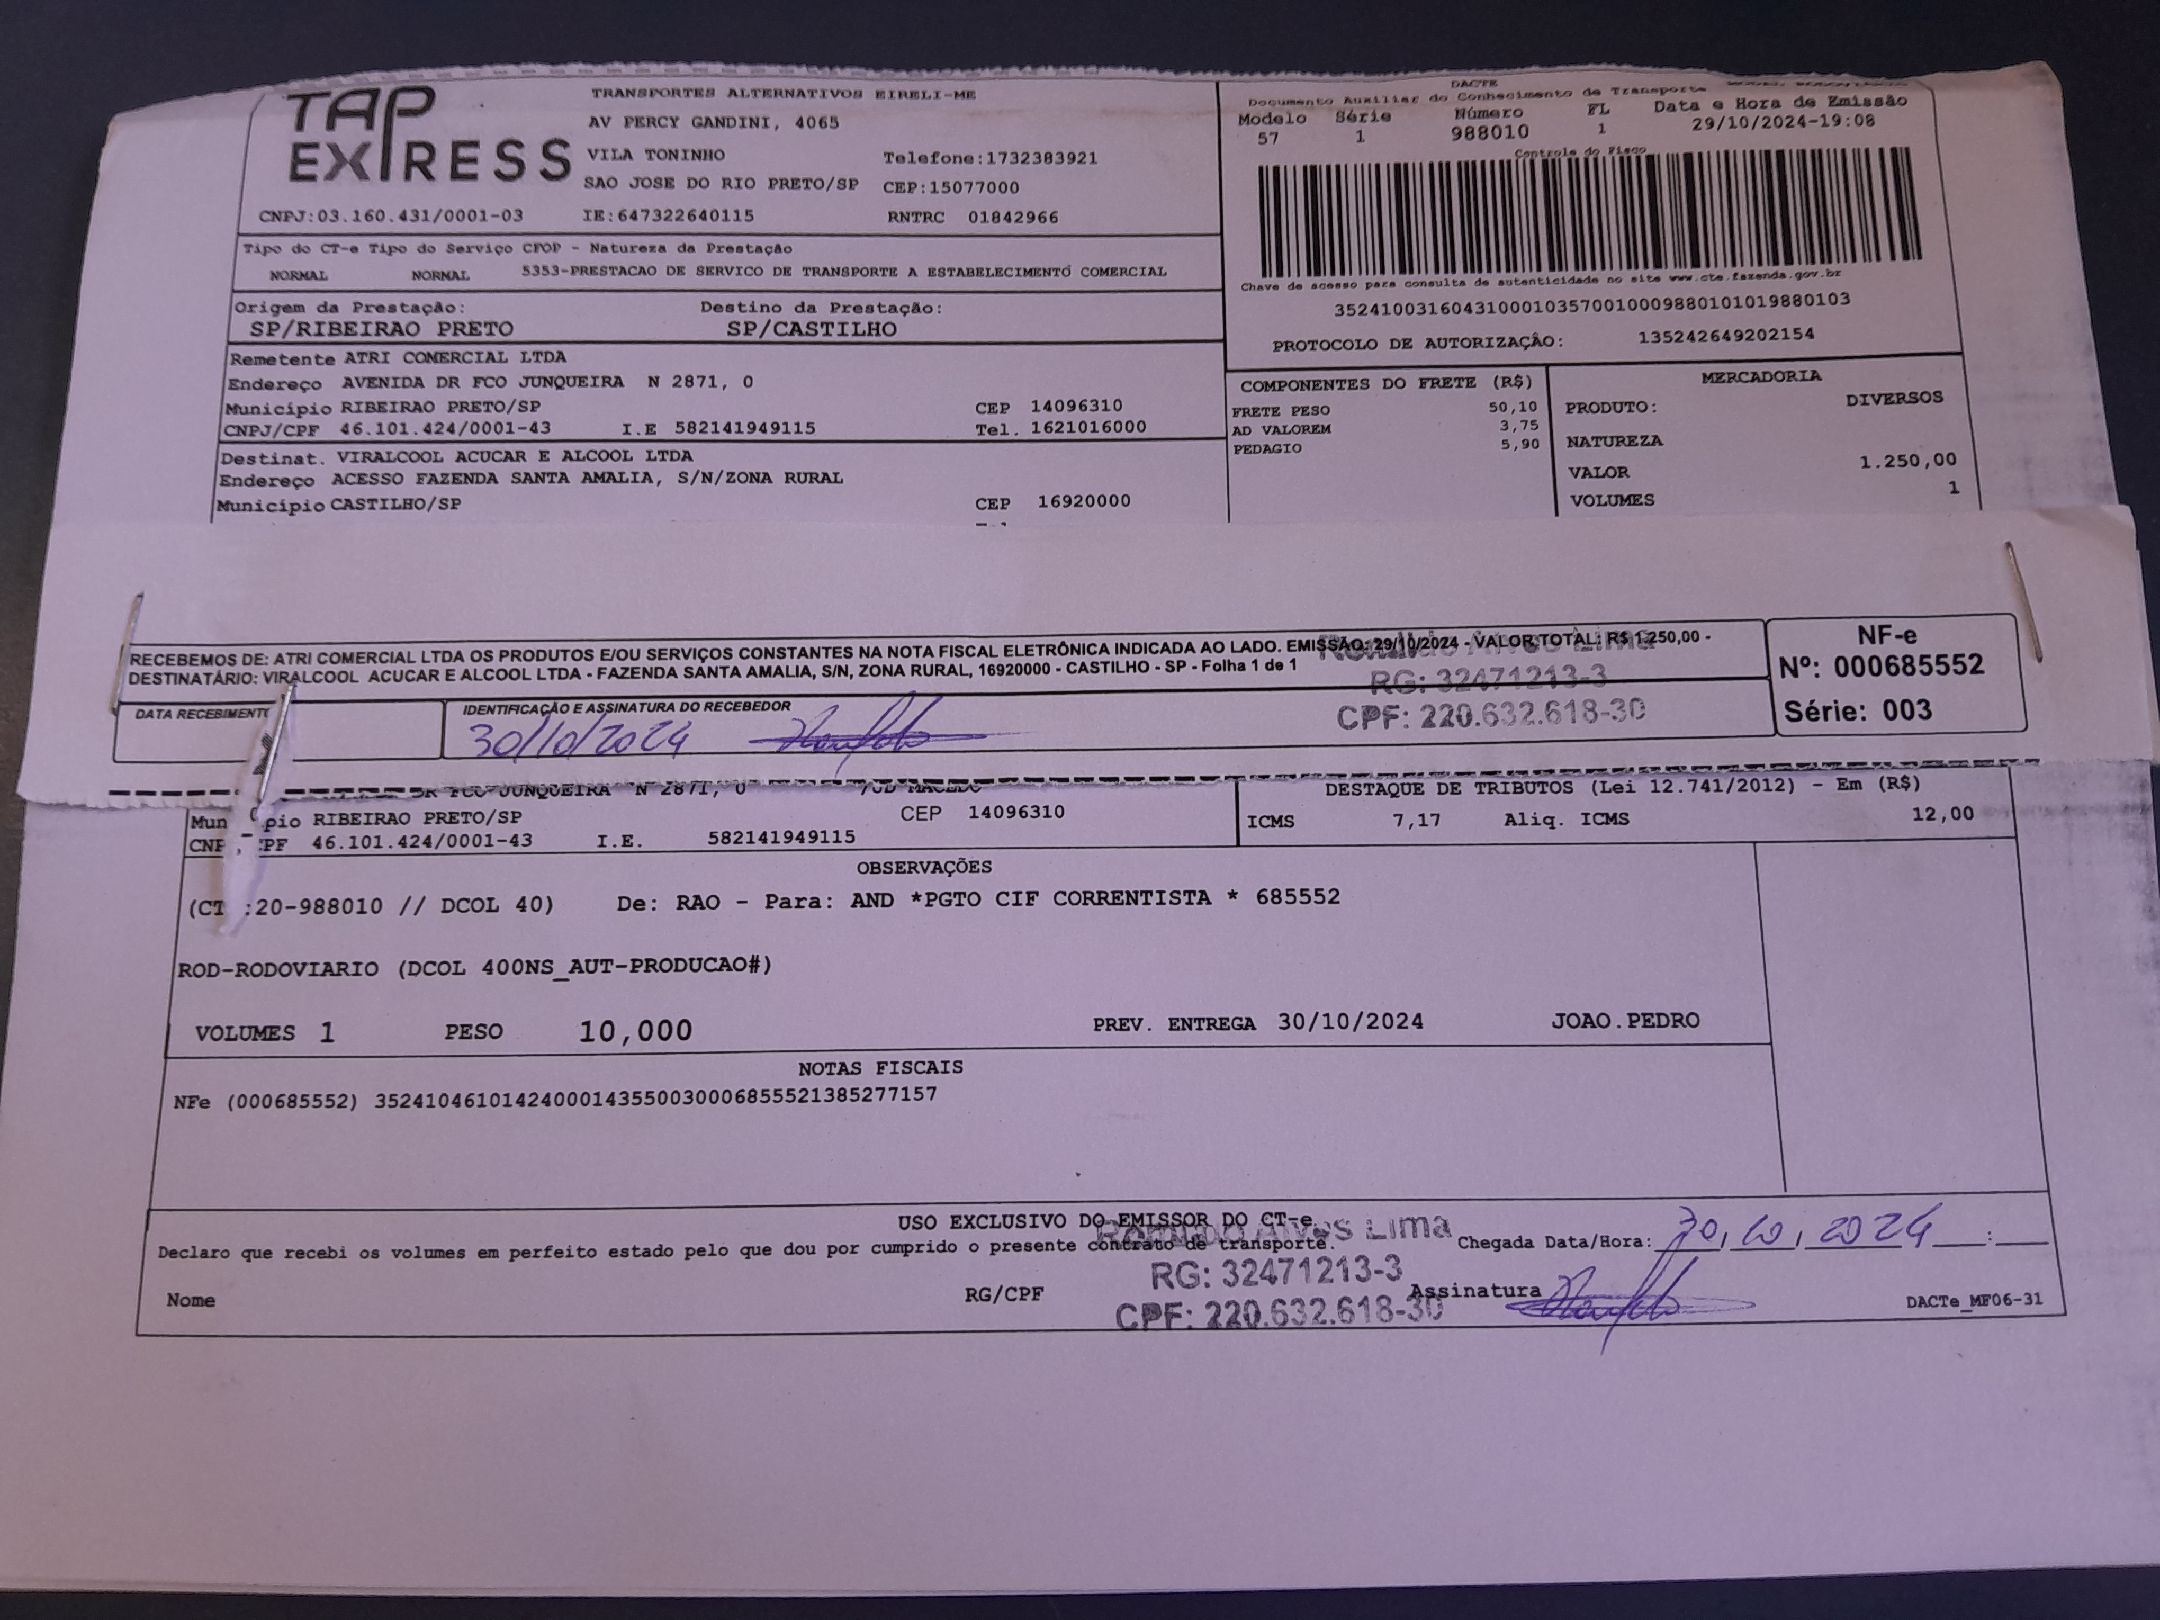 TAP
EXPRESS
TRANSPORTES ALTERNATIVOS EIRELI-ME
AV PERCY GANDINI, 4065
VILA TONINHO Telefone:1732383921
SAO JOSE DO RIO PRETO/SP CEP:15077000
CNPJ:03.160.431/0001-03 IE:647322640115 RNTRC 01842966
DACTE
Documento Auxiliar do Conhecimento de Transporte
Modelo Série Número FL Data e Hora de Emissão
57 1 988010 1 29/10/2024-19:08
Controle do Fisco
Chave de acesso para consulta de autenticidade no site www.cte.fazenda.gov.br
35241003160431000103570010009880101019880103
PROTOCOLO DE AUTORIZAÇÃO: 135242649202154
Tipo do CT-e Tipo do Serviço CFOP - Natureza da Prestação
NORMAL NORMAL 5353-PRESTACAO DE SERVICO DE TRANSPORTE A ESTABELECIMENTO COMERCIAL
Origem da Prestação: Destino da Prestação:
SP/RIBEIRAO PRETO SP/CASTILHO
Remetente ATRI COMERCIAL LTDA
Endereço AVENIDA DR FCO JUNQUEIRA N 2871, 0
Município RIBEIRAO PRETO/SP CEP 14096310
CNPJ/CPF 46.101.424/0001-43 I.E 582141949115 Tel. 1621016000
Destinat. VIRALCOOL ACUCAR E ALCOOL LTDA
Endereço ACESSO FAZENDA SANTA AMALIA, S/N/ZONA RURAL
Município CASTILHO/SP CEP 16920000
COMPONENTES DO FRETE (R$)
FRETE PESO 50,10
AD VALOREM 3,75
PEDAGIO 5,90
MERCADORIA
PRODUTO: DIVERSOS
NATUREZA
VALOR 1.250,00
VOLUMES 1
RECEBEMOS DE: ATRI COMERCIAL LTDA OS PRODUTOS E/OU SERVIÇOS CONSTANTES NA NOTA FISCAL ELETRÔNICA INDICADA AO LADO. EMISSÃO: 29/10/2024 - VALOR TOTAL: R$ 1.250,00 -
DESTINATÁRIO: VIRALCOOL ACUCAR E ALCOOL LTDA - FAZENDA SANTA AMALIA, S/N, ZONA RURAL, 16920000 - CASTILHO - SP - Folha 1 de 1
RG: 32471213-3
CPF: 220.632.618-30
DATA RECEBIMENTO
IDENTIFICAÇÃO E ASSINATURA DO RECEBEDOR
30/10/2024
NF-e
Nº: 000685552
Série: 003
DR FCO JUNQUEIRA N 2871, 0 JD MACEDO
Município RIBEIRAO PRETO/SP CEP 14096310
46.101.424/0001-43 I.E. 582141949115
DESTAQUE DE TRIBUTOS (Lei 12.741/2012) - Em (R$)
ICMS 7,17 Aliq. ICMS 12,00
OBSERVAÇÕES
(CT :20-988010 // DCOL 40) De: RAO - Para: AND *PGTO CIF CORRENTISTA * 685552
ROD-RODOVIARIO (DCOL 400NS_AUT-PRODUCAO#)
VOLUMES 1 PESO 10,000 PREV. ENTREGA 30/10/2024 JOAO.PEDRO
NOTAS FISCAIS
NFe (000685552) 35241046101424000143550030006855521385277157
USO EXCLUSIVO DO EMISSOR DO CT-e
Declaro que recebi os volumes em perfeito estado pelo que dou por cumprido o presente contrato de transporte.
Alves Lima
RG: 32471213-3
CPF: 220.632.618-30
Chegada Data/Hora: 30, 10, 2024 :
Nome RG/CPF Assinatura
DACTe_MF06-31